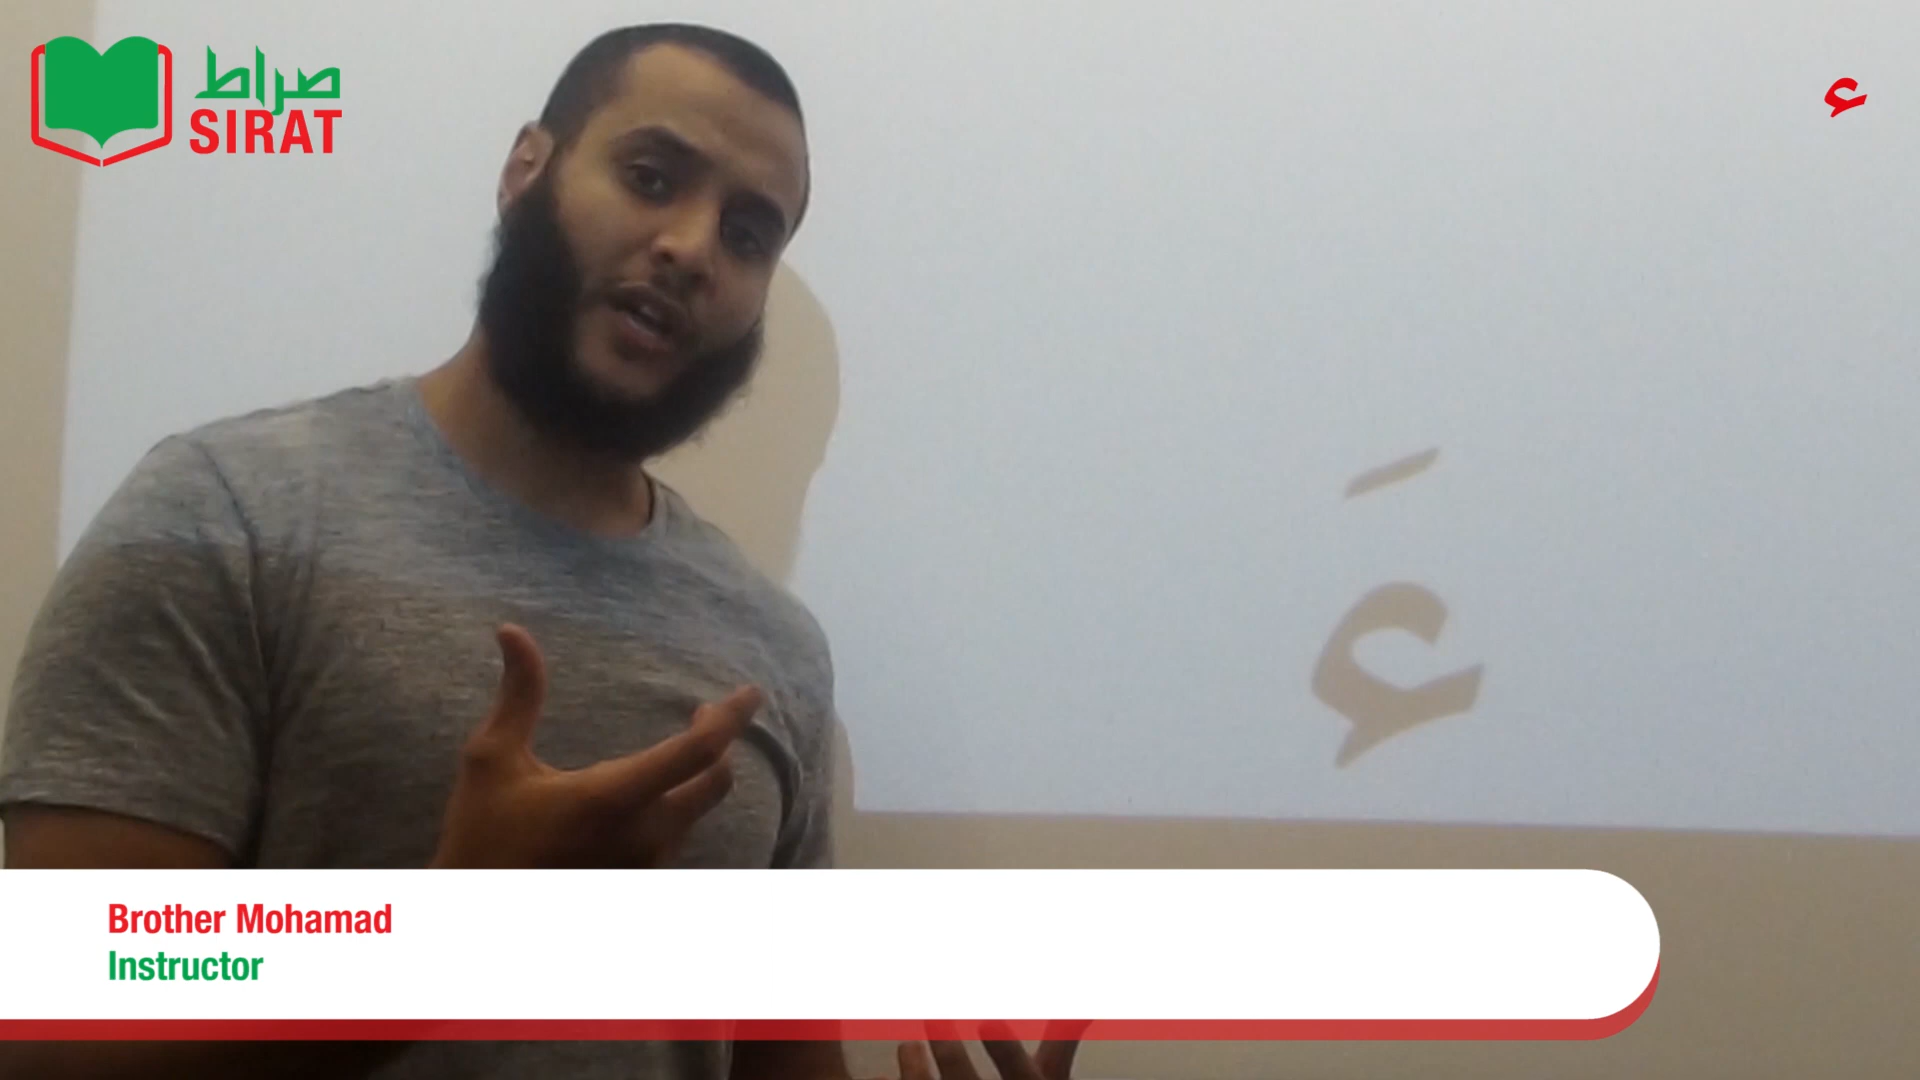 صراط
SIRAT
ء
ءَ
Brother Mohamad
Instructor